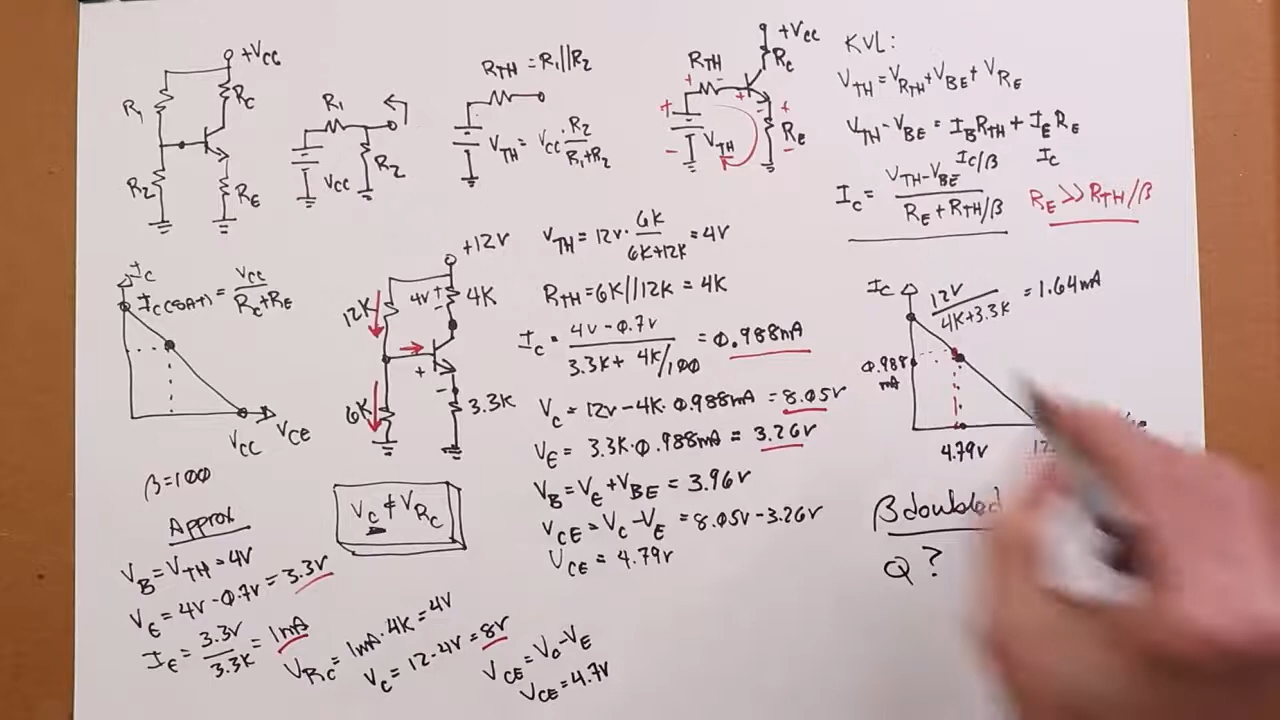 +VCC
R1
RC
R2
RE
R1
R2
VCC
RTH = R1||R2
VTH = VCC · R2 / R1+R2
+VCC
RTH
RC
+ -
+
-
+
-
+
-
VTH
RE
KVL:
VTH = VRTH + VBE + VRE
VTH - VBE = IB RTH + IE RE
IC/β IC
IC = VTH - VBE / RE + RTH/β
RE >> RTH/β
IC
IC(SAT) = VCC / RC+RE
VCC
VCE
β=100
+12V
12K
4V + -
4K
6K
+
-
3.3K
VC ≠ VRC
VTH = 12V · 6K / 6K+12K = 4V
RTH = 6K//12K = 4K
IC = 4V - 0.7V / 3.3K + 4K/100 = 0.988mA
VC = 12V - 4K · 0.988mA = 8.05V
VE = 3.3K · 0.988mA = 3.26V
VB = VE + VBE = 3.96V
VCE = VC - VE = 8.05V - 3.26V
VCE = 4.79V
Approx
VB = VTH = 4V
VE = 4V - 0.7V = 3.3V
IE = 3.3V / 3.3K = 1mA
VRC = 1mA · 4K = 4V
VC = 12 - 4V = 8V
VCE = VC - VE
VCE = 4.7V
IC
12V / 4K+3.3K = 1.64mA
0.988 mA
4.79V
β doubled
Q?